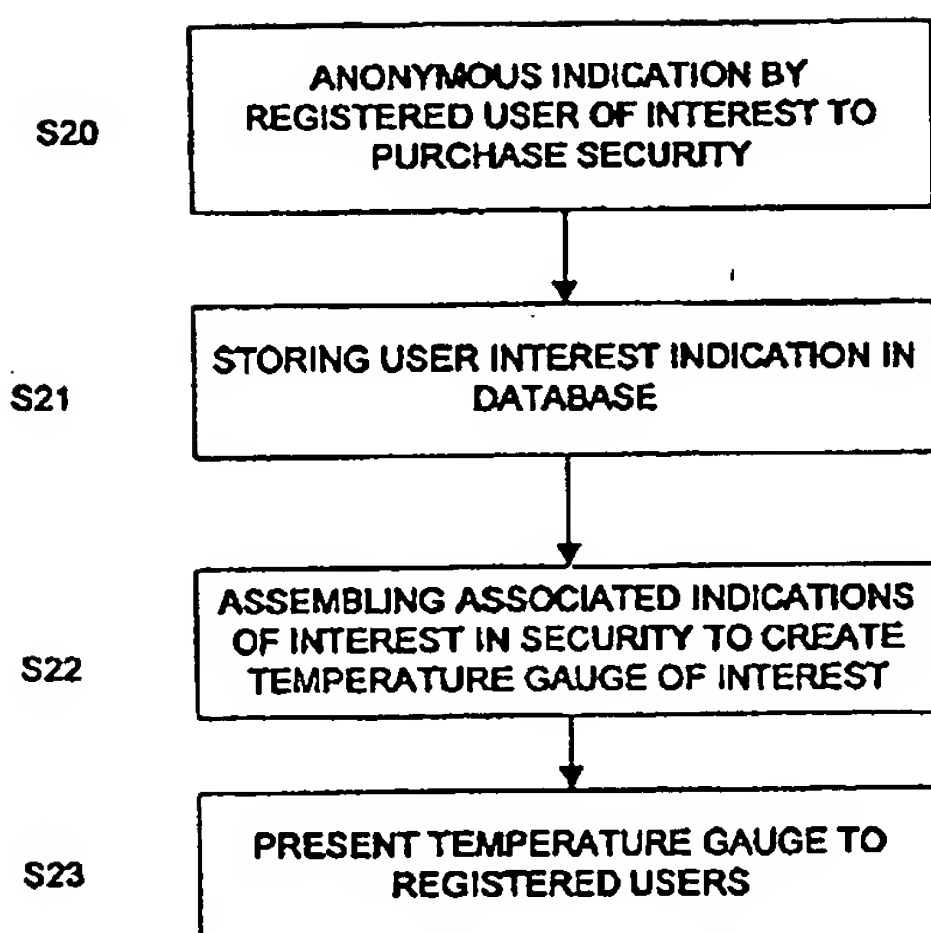 S20
ANONYMOUS INDICATION BY
REGISTERED USER OF INTEREST TO
PURCHASE SECURITY
S21
STORING USER INTEREST INDICATION IN
DATABASE
S22
ASSEMBLING ASSOCIATED INDICATIONS
OF INTEREST IN SECURITY TO CREATE
TEMPERATURE GAUGE OF INTEREST
S23
PRESENT TEMPERATURE GAUGE TO
REGISTERED USERS